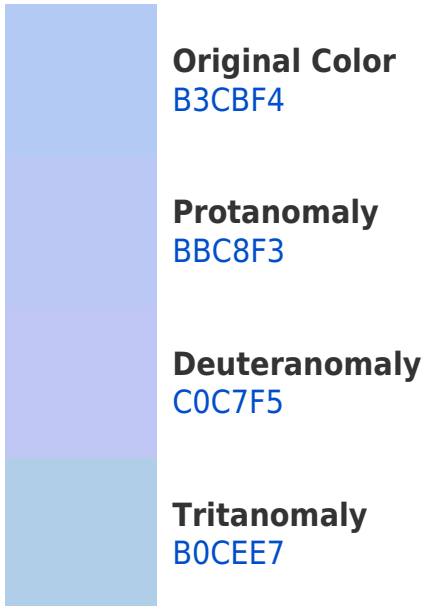 Original Color
B3CBF4
Protanomaly
BBC8F3
Deuteranomaly
C0C7F5
Tritanomaly
B0CEE7